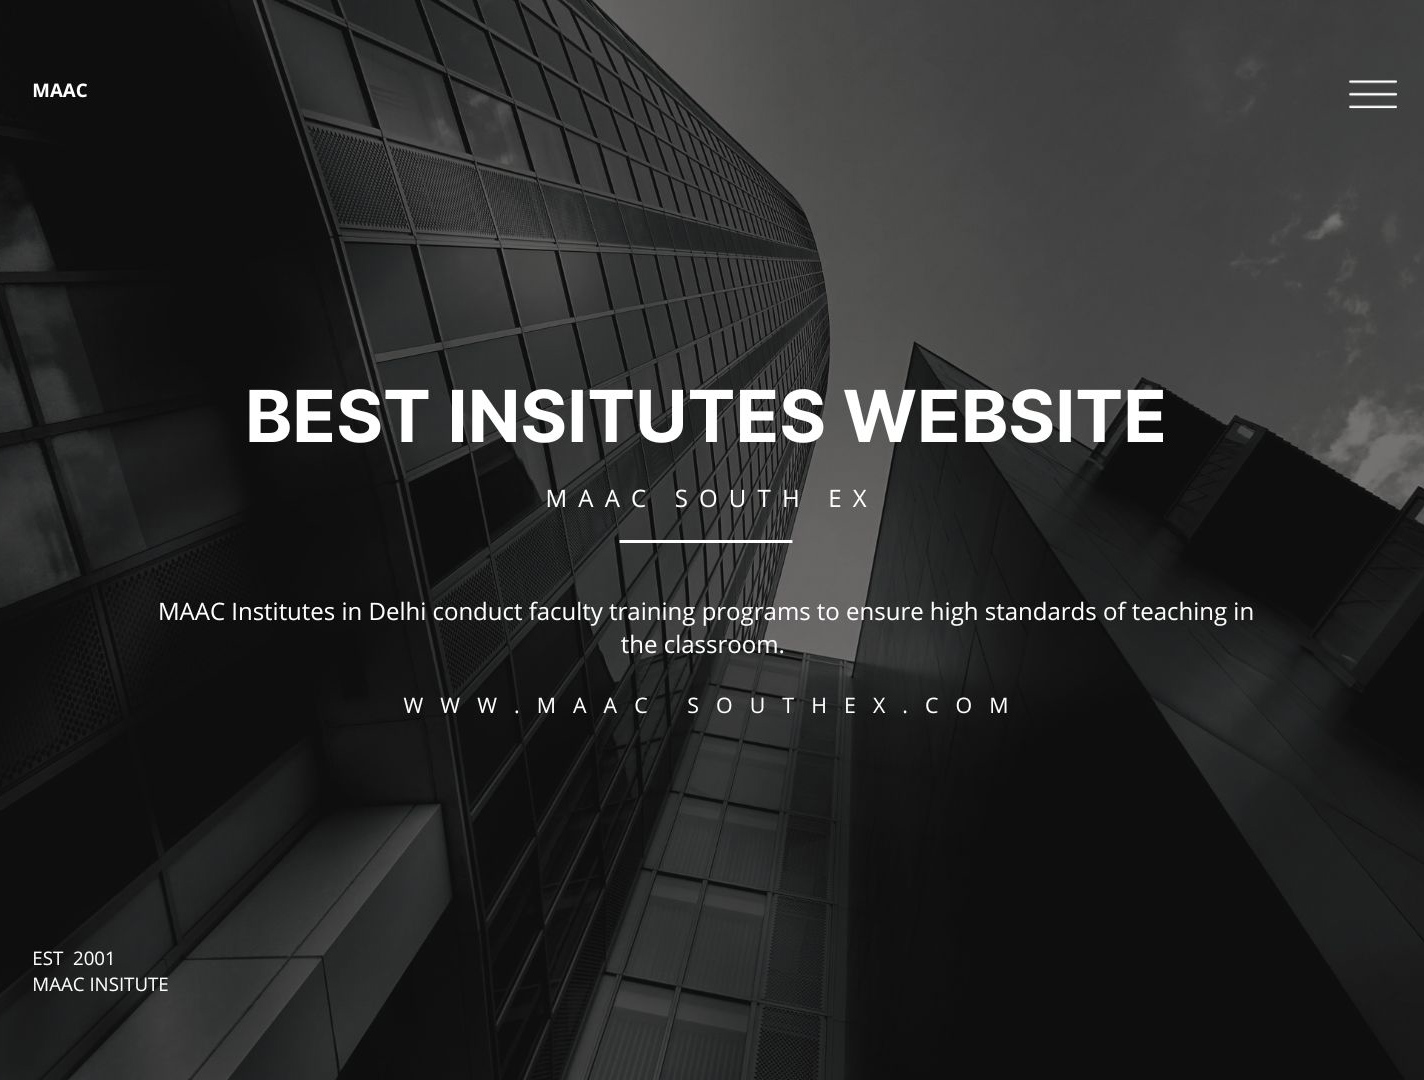 MAAC
BEST INSITUTES WEBSITE
MAAC SOUTH EX
MAAC Institutes in Delhi conduct faculty training programs to ensure high standards of teaching in
the classroom.
WWW.MAAC SOUTHEX.COM
EST 2001
MAAC INSITUTE